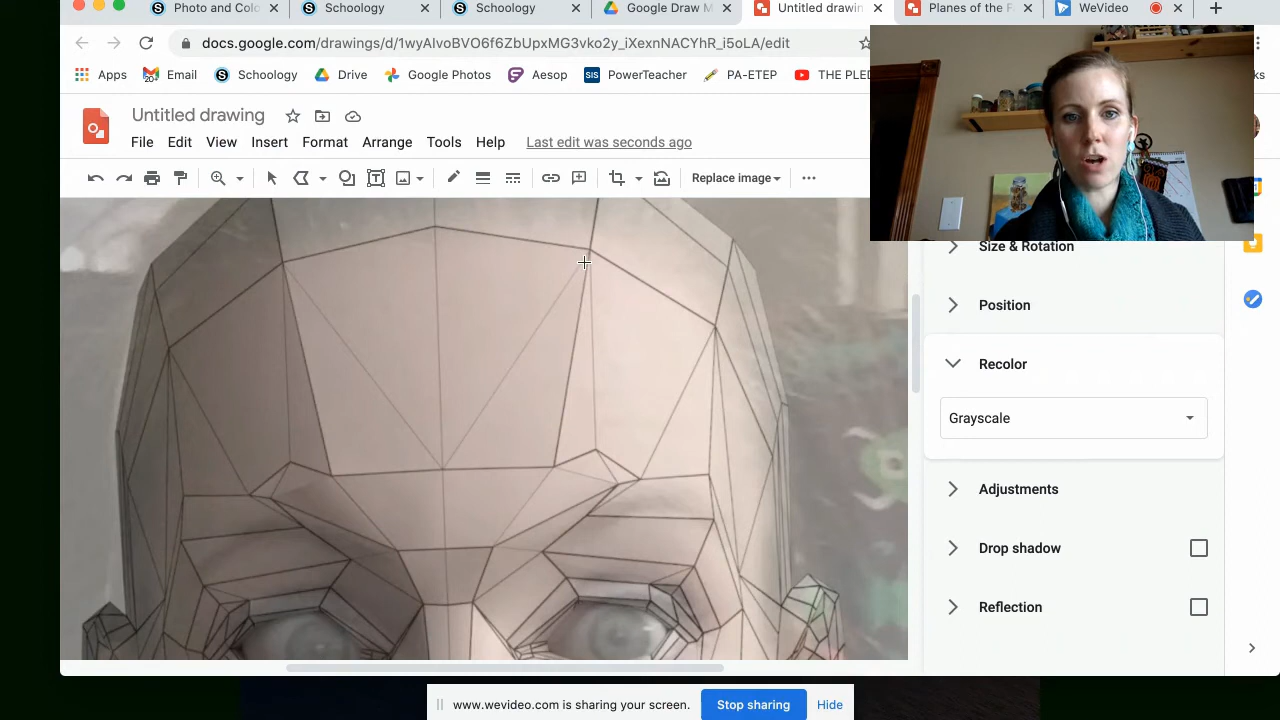 Photo and Colo
Schoology
Schoology
Google Draw M
Untitled drawin
Planes of the F
WeVideo
docs.google.com/drawings/d/1wyAIvoBVO6f6ZbUpxMG3vko2y_iXexnNACYhR_i5oLA/edit
Apps
Email
Schoology
Drive
Google Photos
Aesop
SIS PowerTeacher
PA-ETEP
THE PLED
ks
Untitled drawing
File Edit View Insert Format Arrange Tools Help Last edit was seconds ago
Replace image
Size & Rotation
Position
Recolor
Grayscale
Adjustments
Drop shadow
Reflection
www.wevideo.com is sharing your screen. Stop sharing Hide